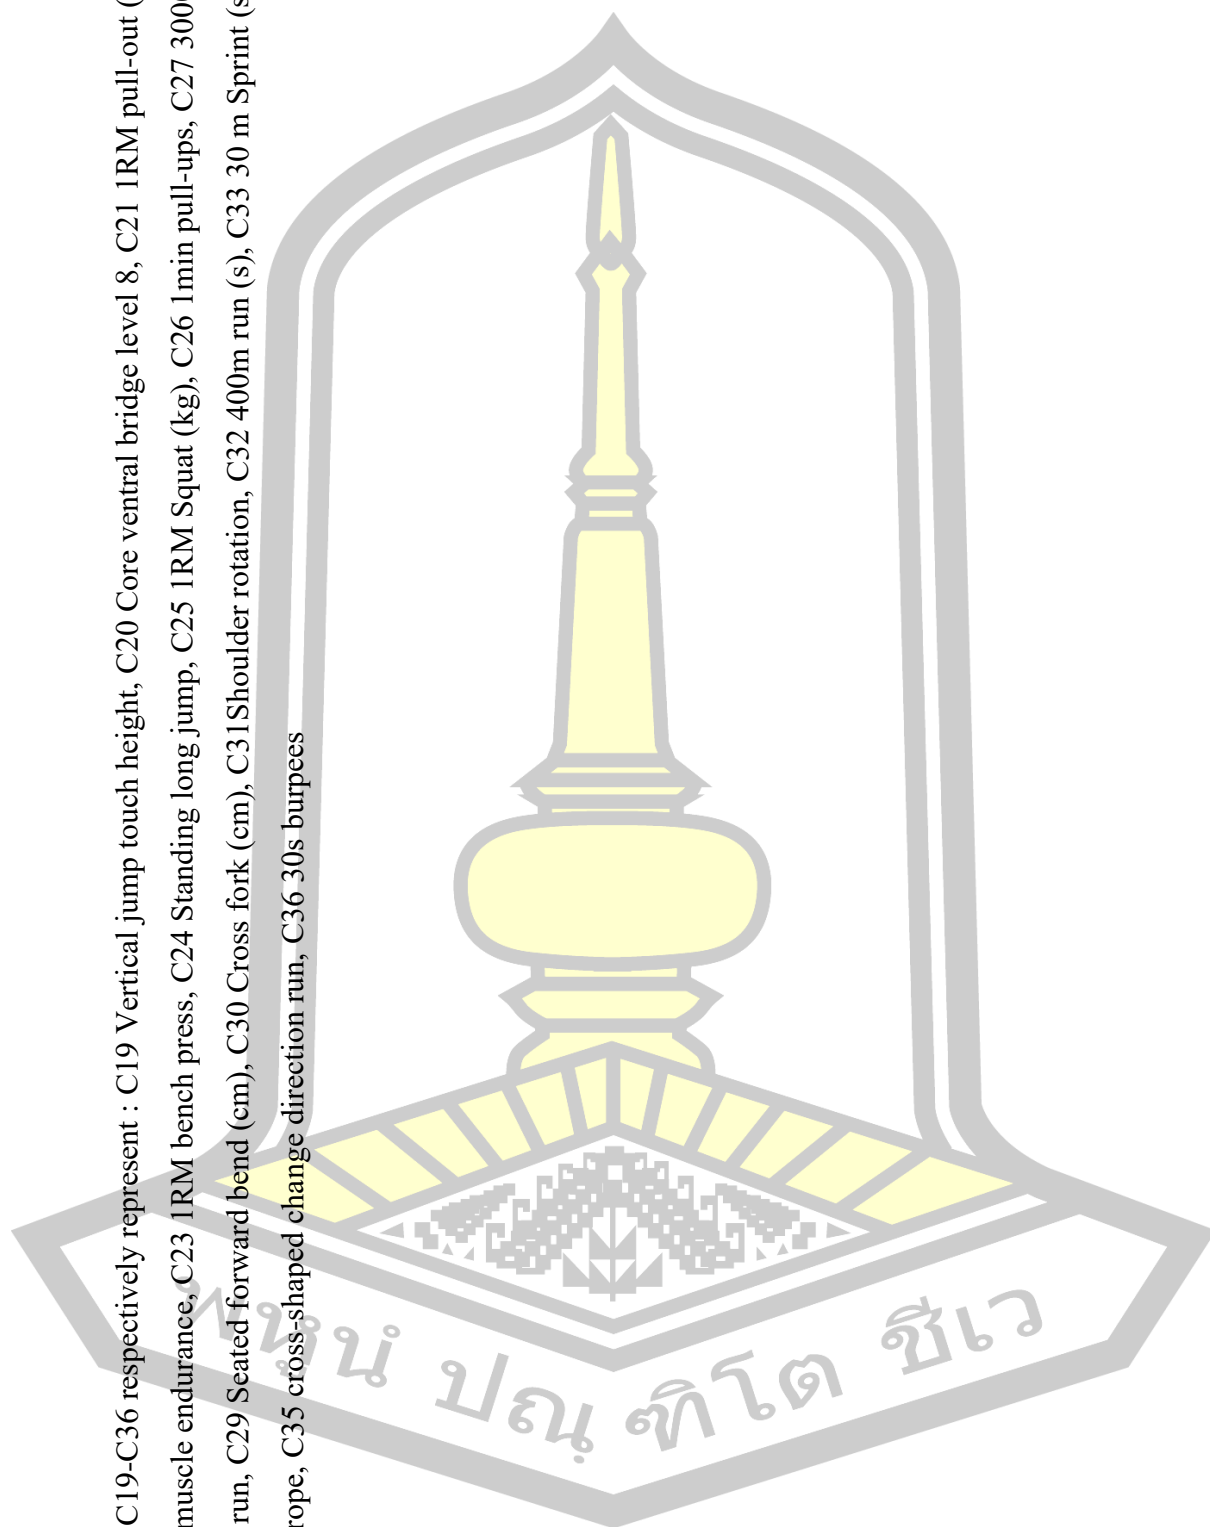 C19-C36 respectively represent : C19 Vertical jump touch height, C20 Core ventral bridge level 8, C21 1RM pull-out (
muscle endurance, C23 1RM bench press, C24 Standing long jump, C25 1RM Squat (kg), C26 1min pull-ups, C27
run, C29 Seated forward bend (cm), C30 Cross fork (cm), C31Shoulder rotation, C32 400m run (s), C33 30 m Sprint (s
rope, C35 cross-shaped change direction run, C36 30s burpees
พหูนํ ปณฺฑิโต ชีเว